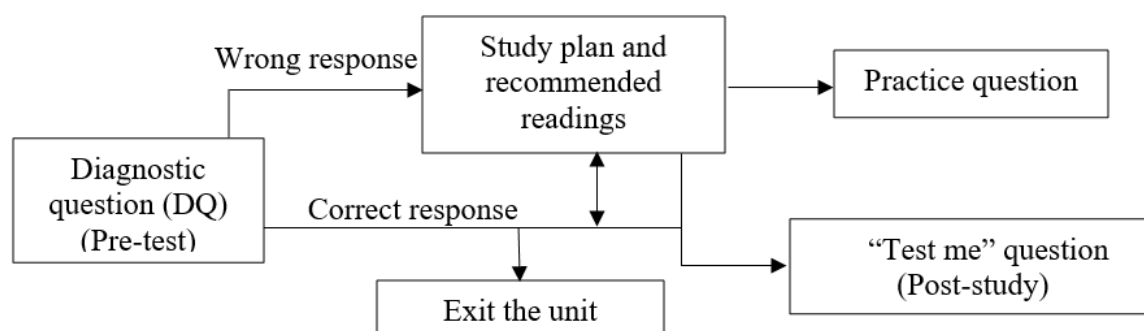 Wrong response
Study plan and
recommended
readings
Practice question
Diagnostic
question (DQ)
(Pre-test)
Correct response
“Test me” question
(Post-study)
Exit the unit